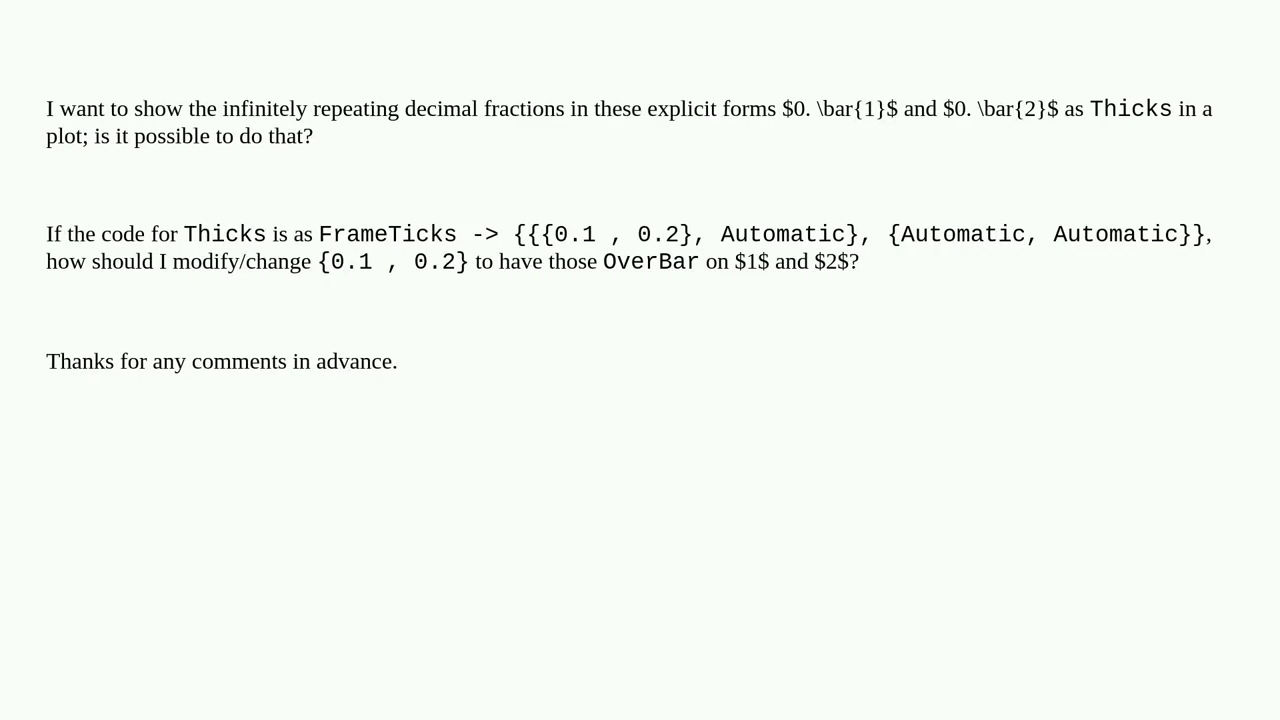 I want to show the infinitely repeating decimal fractions in these explicit forms $0. \bar{1}$ and $0. \bar{2}$ as Thicks in a
plot; is it possible to do that?
If the code for Thicks is as FrameTicks -> {{{0.1 , 0.2}, Automatic}, {Automatic, Automatic}},
how should I modify/change {0.1 , 0.2} to have those OverBar on $1$ and $2$?
Thanks for any comments in advance.